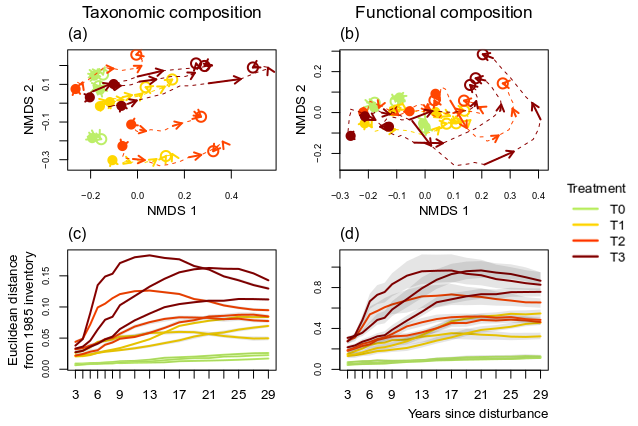 Taxonomic composition
Functional composition
(a)
(b)
NMDS 2
0.1
-0.1
-0.3
-0.2
0.0
0.2
0.4
NMDS 1
NMDS 2
0.2
0.0
-0.2
-0.3
-0.2
-0.1
0.0
0.1
0.2
0.3
0.4
NMDS 1
Treatment
T0
T1
T2
T3
(c)
(d)
Euclidean distance
from 1985 inventory
0.15
0.10
0.05
0.00
3
6
9
13
17
21
25
29
0.8
0.4
0.0
3
6
9
13
17
21
25
29
Years since disturbance